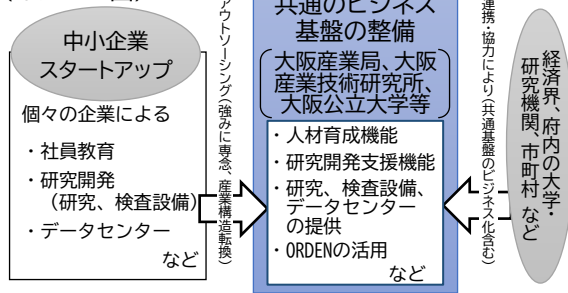 中小企業
スタートアップ
個々の企業による
・社員教育
・研究開発
（研究、検査設備）
・データセンター
など
アウトソーシング（強みに専念、産業構造転換）
共通のビジネス
基盤の整備
大阪産業局、大阪
産業技術研究所、
大阪公立大学等
・人材育成機能
・研究開発支援機能
・研究、検査設備、
データセンター
の提供
・ORDENの活用
など
連携・協力により（共通基盤のビジネス化含む）
経済界、府内の大学・
研究機関、市町村 など